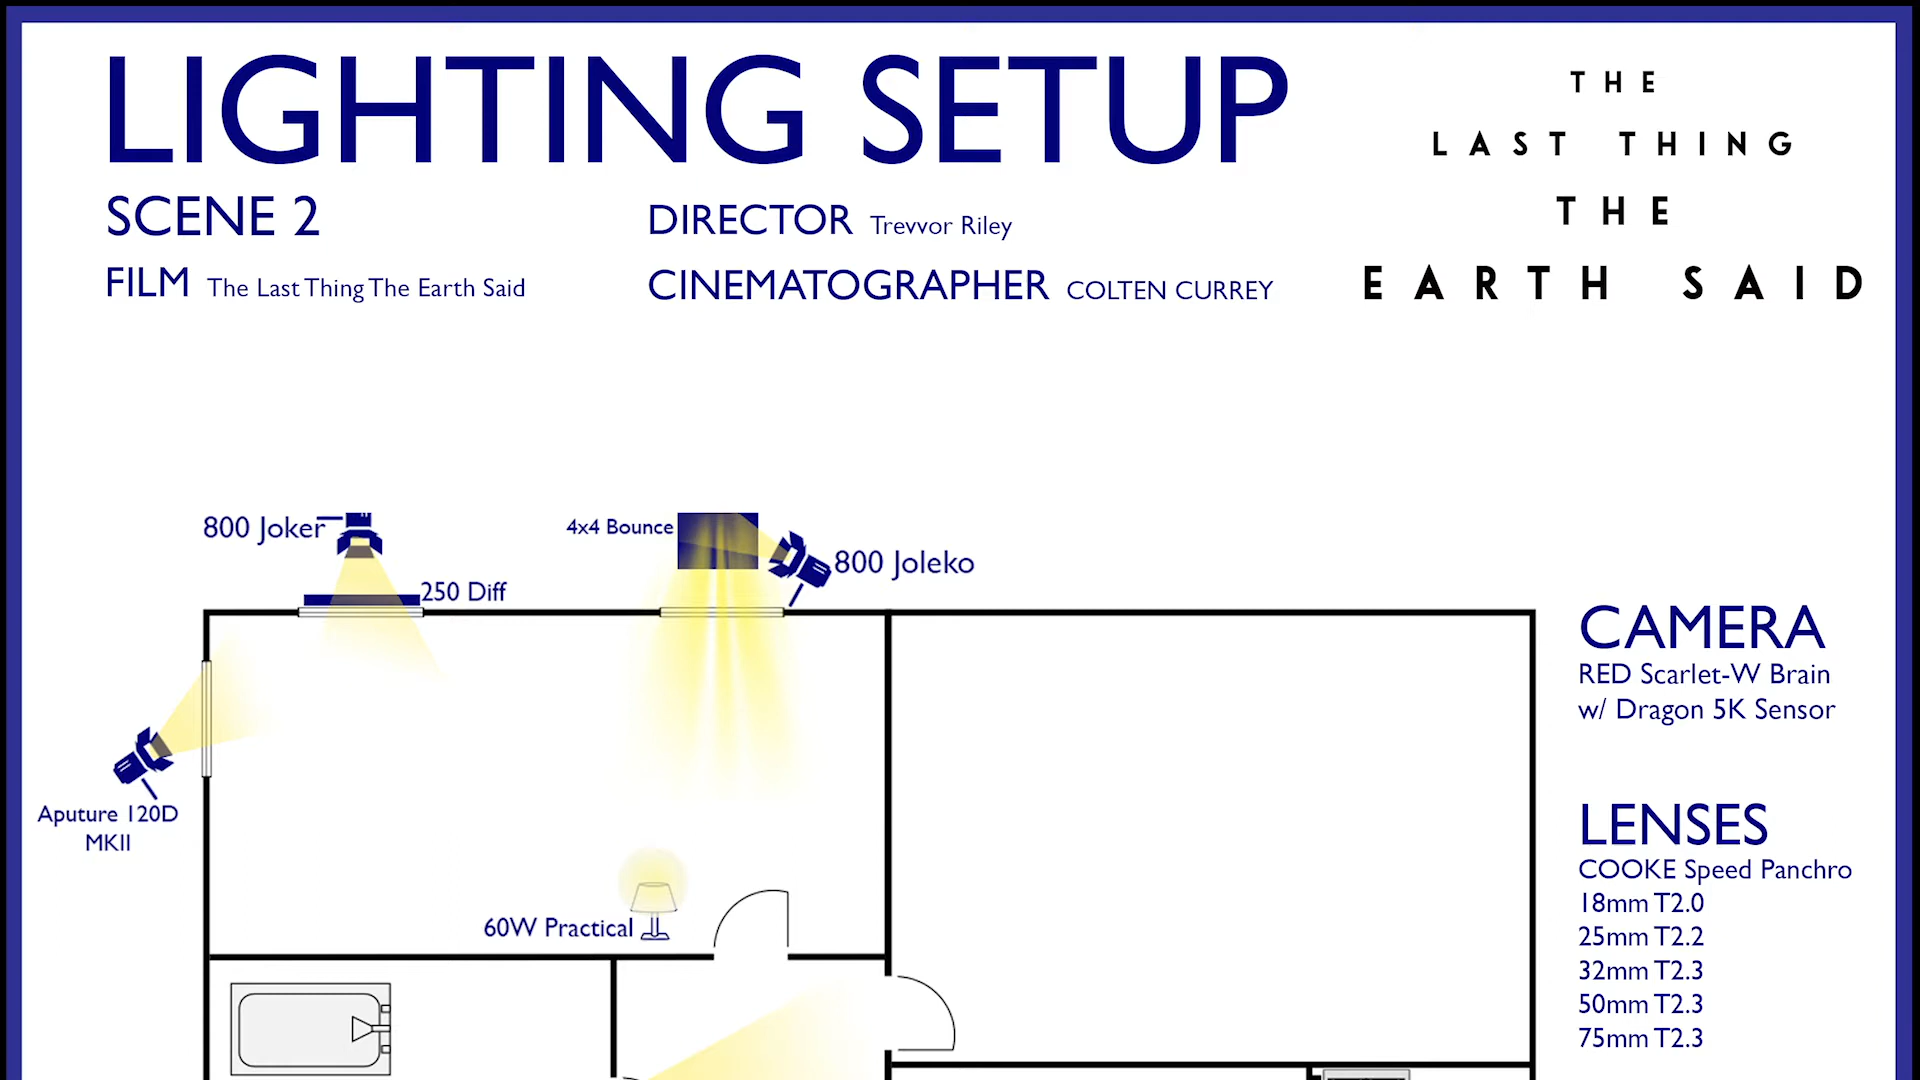 LIGHTING SETUP
SCENE 2
FILM The Last Thing The Earth Said
DIRECTOR Trevvor Riley
CINEMATOGRAPHER COLTEN CURREY
THE
LAST THING
THE
EARTH SAID
800 Joker
250 Diff
4x4 Bounce
800 Joleko
Aputure 120D
MKII
60W Practical
CAMERA
RED Scarlet-W Brain
w/ Dragon 5K Sensor
LENSES
COOKE Speed Panchro
18mm T2.0
25mm T2.2
32mm T2.3
50mm T2.3
75mm T2.3